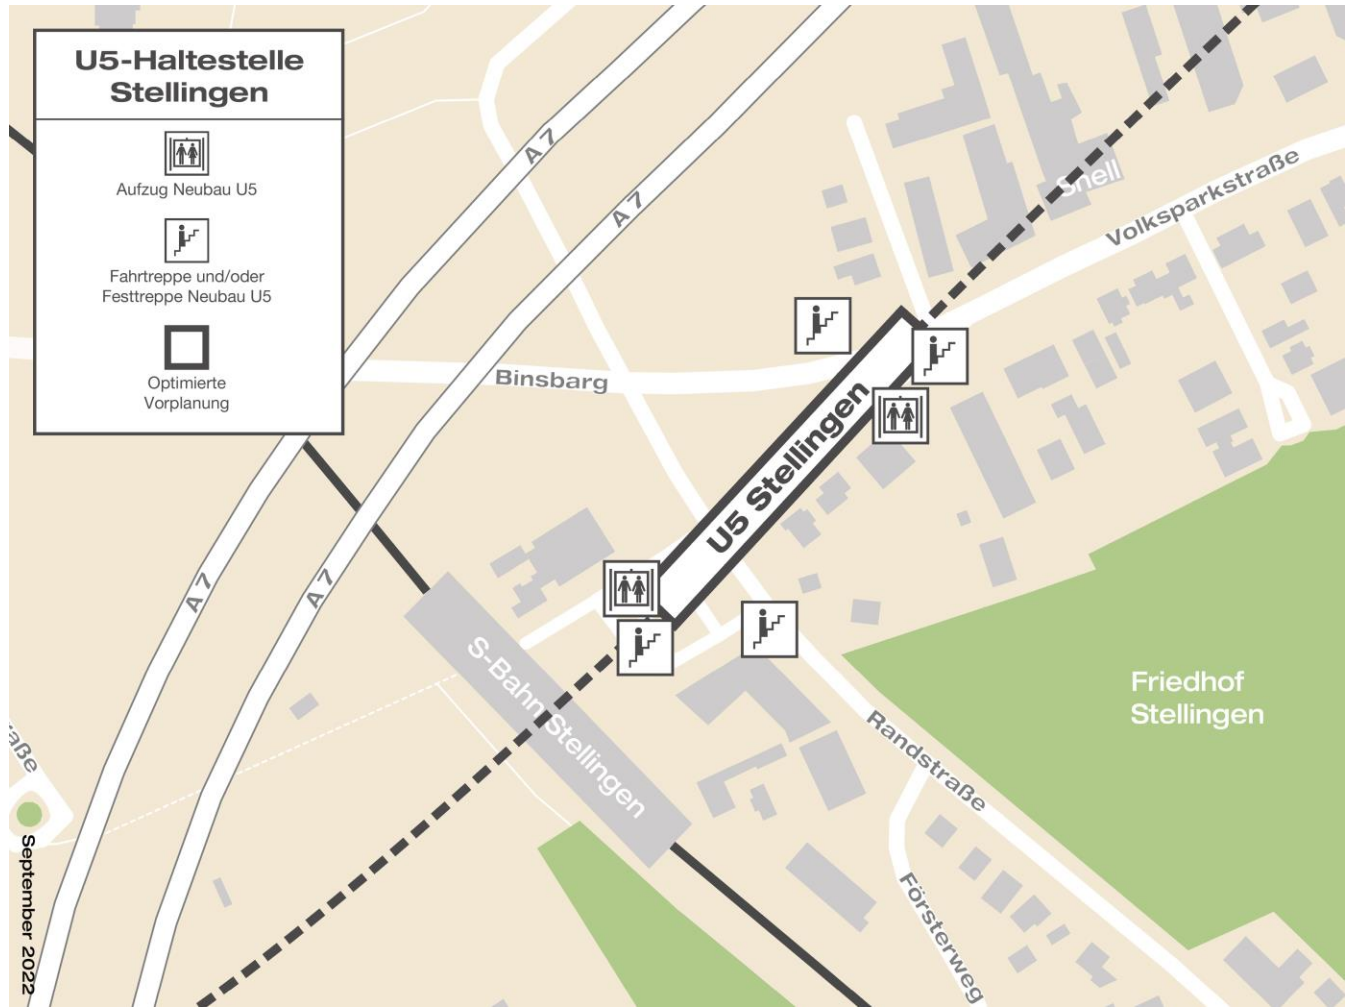 U5-Haltestelle
Stellingen
Aufzug Neubau U5
Fahrtreppe und/oder
Festtreppe Neubau U5
Optimierte
Vorplanung
A 7
A 7
Snell
Volksparkstraße
Binsbarg
U5 Stellingen
A 7
A 7
S-Bahn Stellingen
Friedhof
Stellingen
Randstraße
raße
Försterweg
September 2022